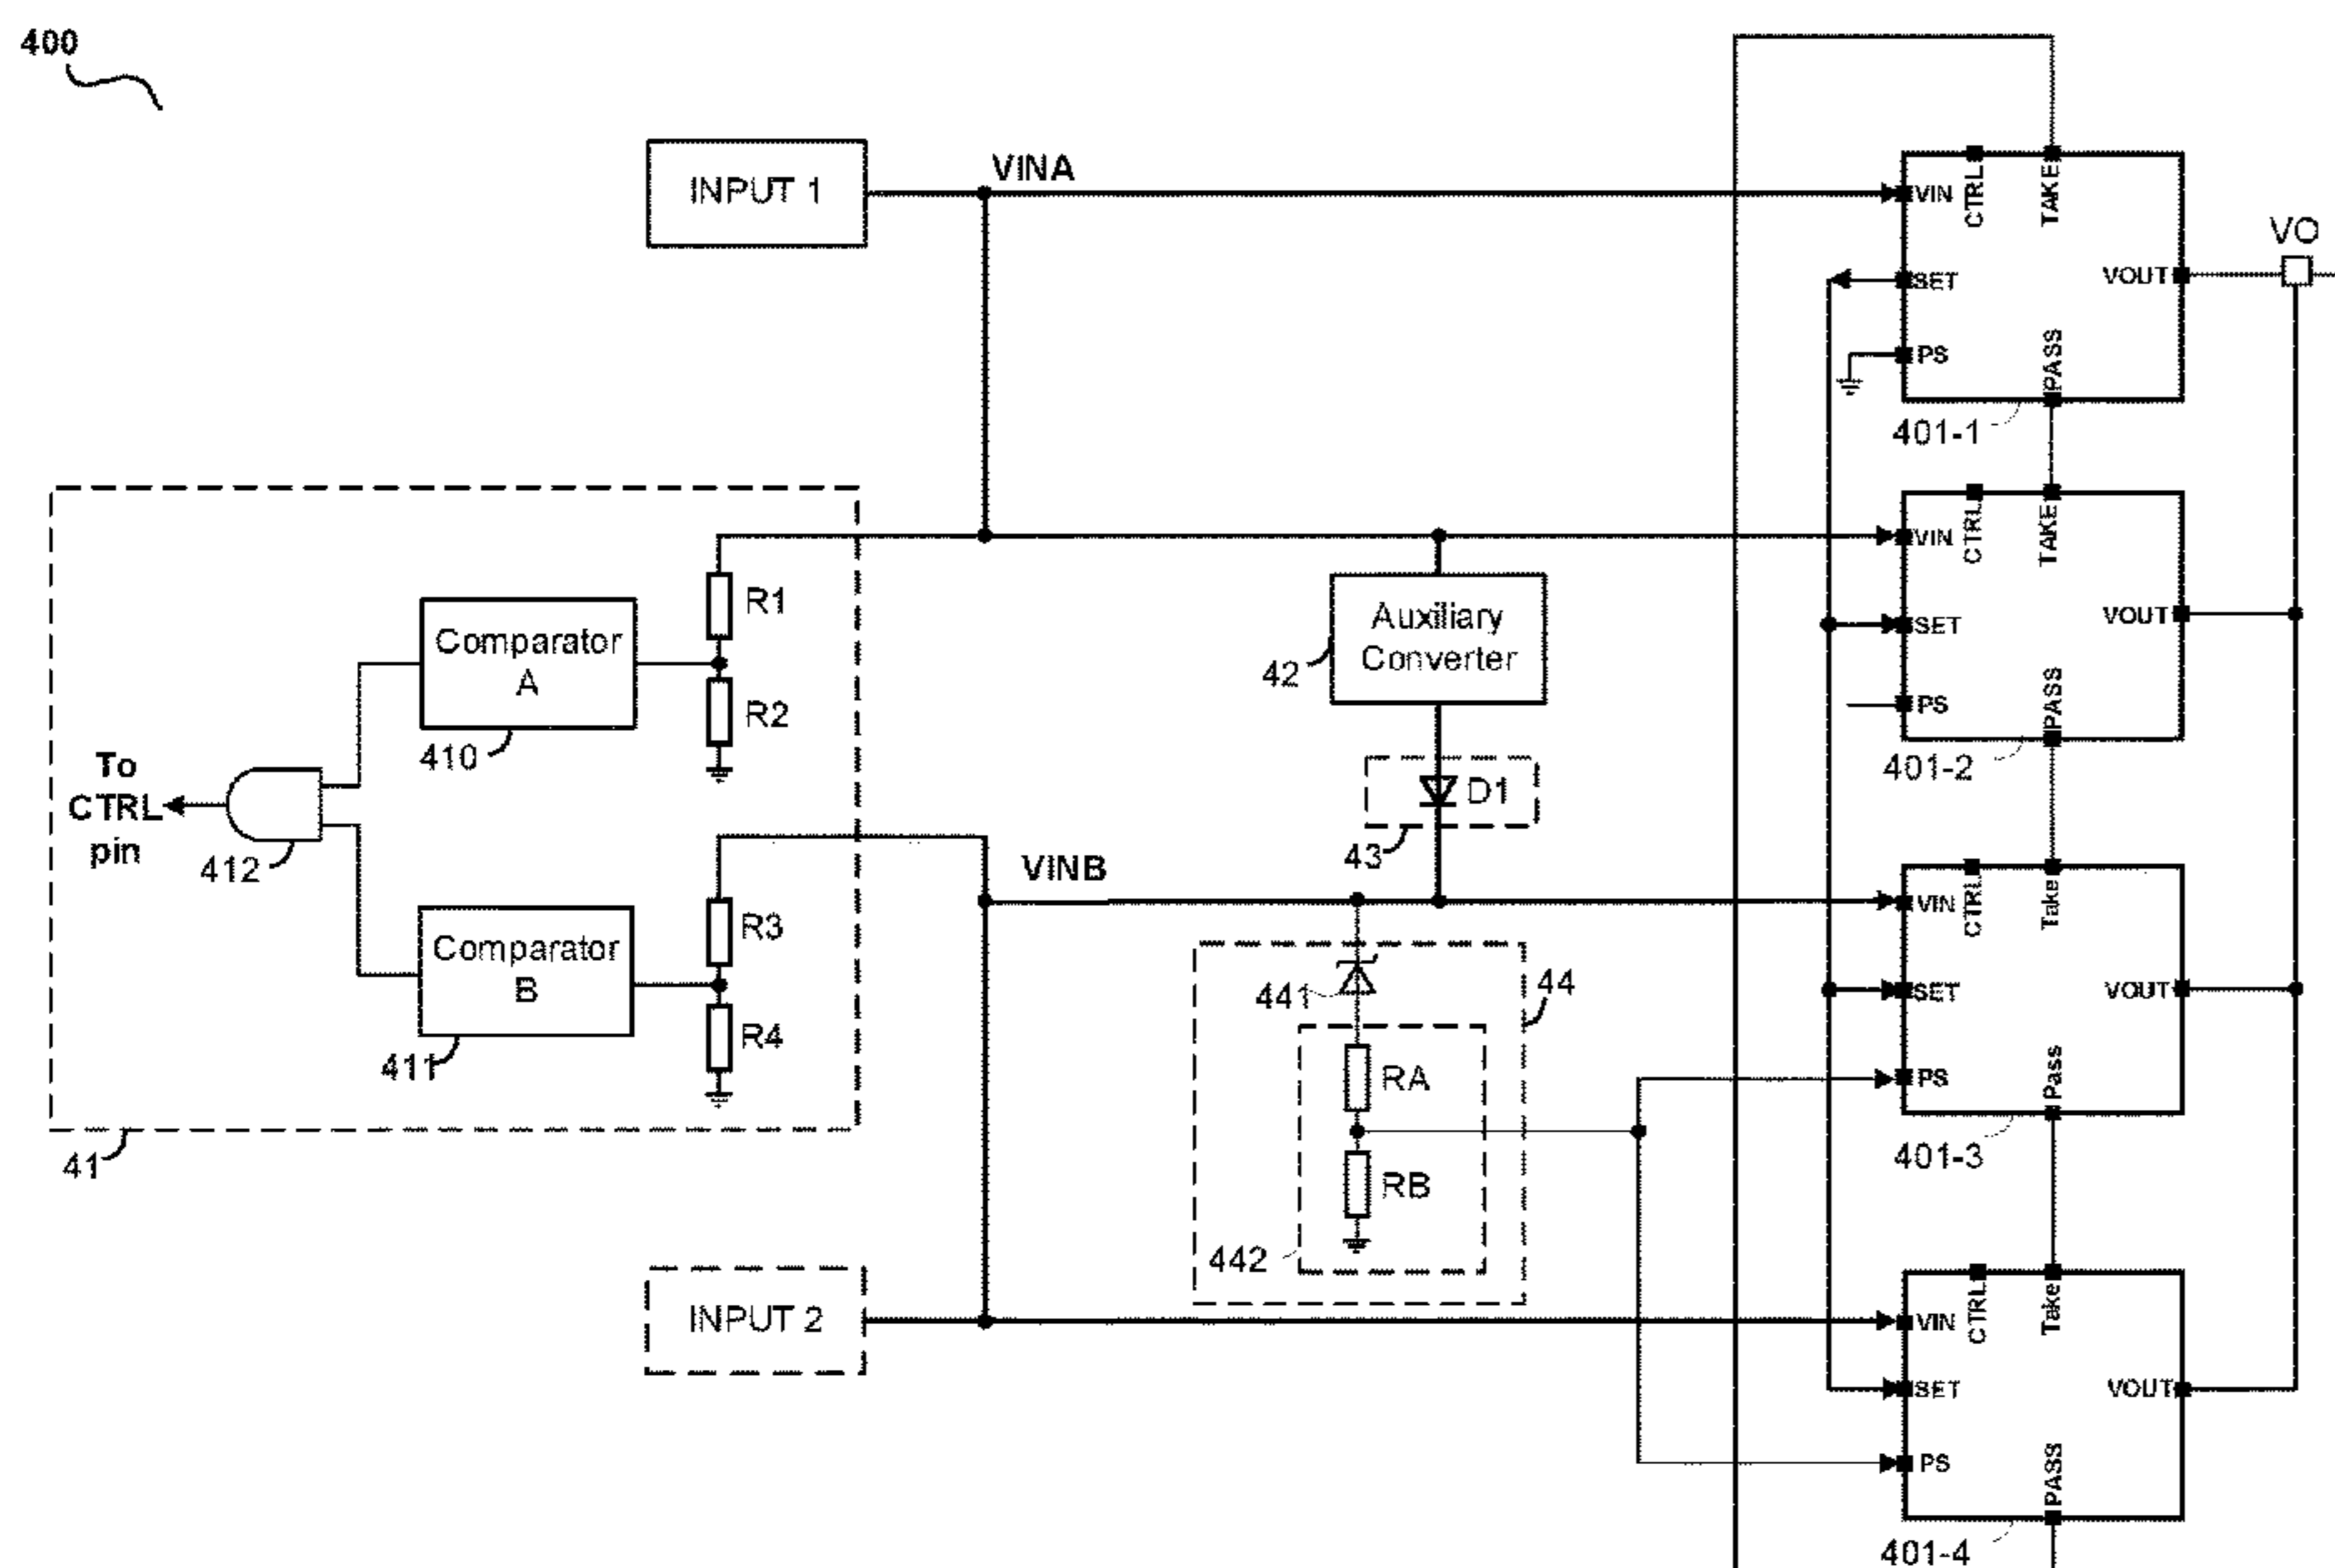 400
INPUT 1
VINA
VIN
CTRL
TAKE
SET
PS
PASS
VOUT
VO
401-1
R1
R2
Comparator
A
410
To
CTRL
pin
412
Comparator
B
411
R3
R4
41
Auxiliary
Converter
42
D1
43
VINB
VIN
CTRL
TAKE
SET
PS
PASS
VOUT
401-2
441
44
RA
RB
442
VIN
CTRL
Take
SET
PS
Pass
VOUT
401-3
INPUT 2
VIN
CTRL
Take
SET
PS
PASS
VOUT
401-4